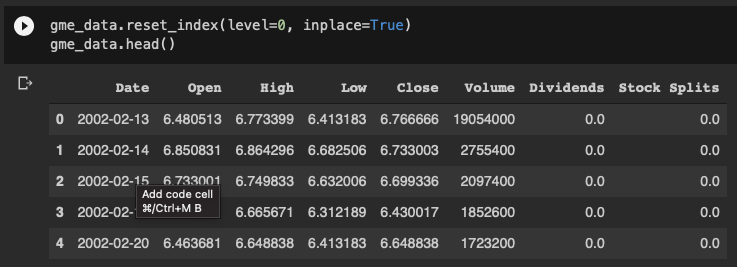 gme_data.reset_index(level=0, inplace=True)
gme_data.head()
Date Open High Low Close Volume Dividends Stock Splits
0 2002-02-13 6.480513 6.773399 6.413183 6.766666 19054400 0.0 0.0
1 2002-02-14 6.850831 6.864296 6.682506 6.733003 2755400 0.0 0.0
2 2002-02-15 6.733001 6.749833 6.632006 6.699336 2097400 0.0 0.0
3 2002-02- 6.665671 6.312189 6.430017 1852600 0.0 0.0
4 2002-02-20 6.463681 6.648838 6.413183 6.648838 1723200 0.0 0.0
Add code cell
⌘/Ctrl+M B